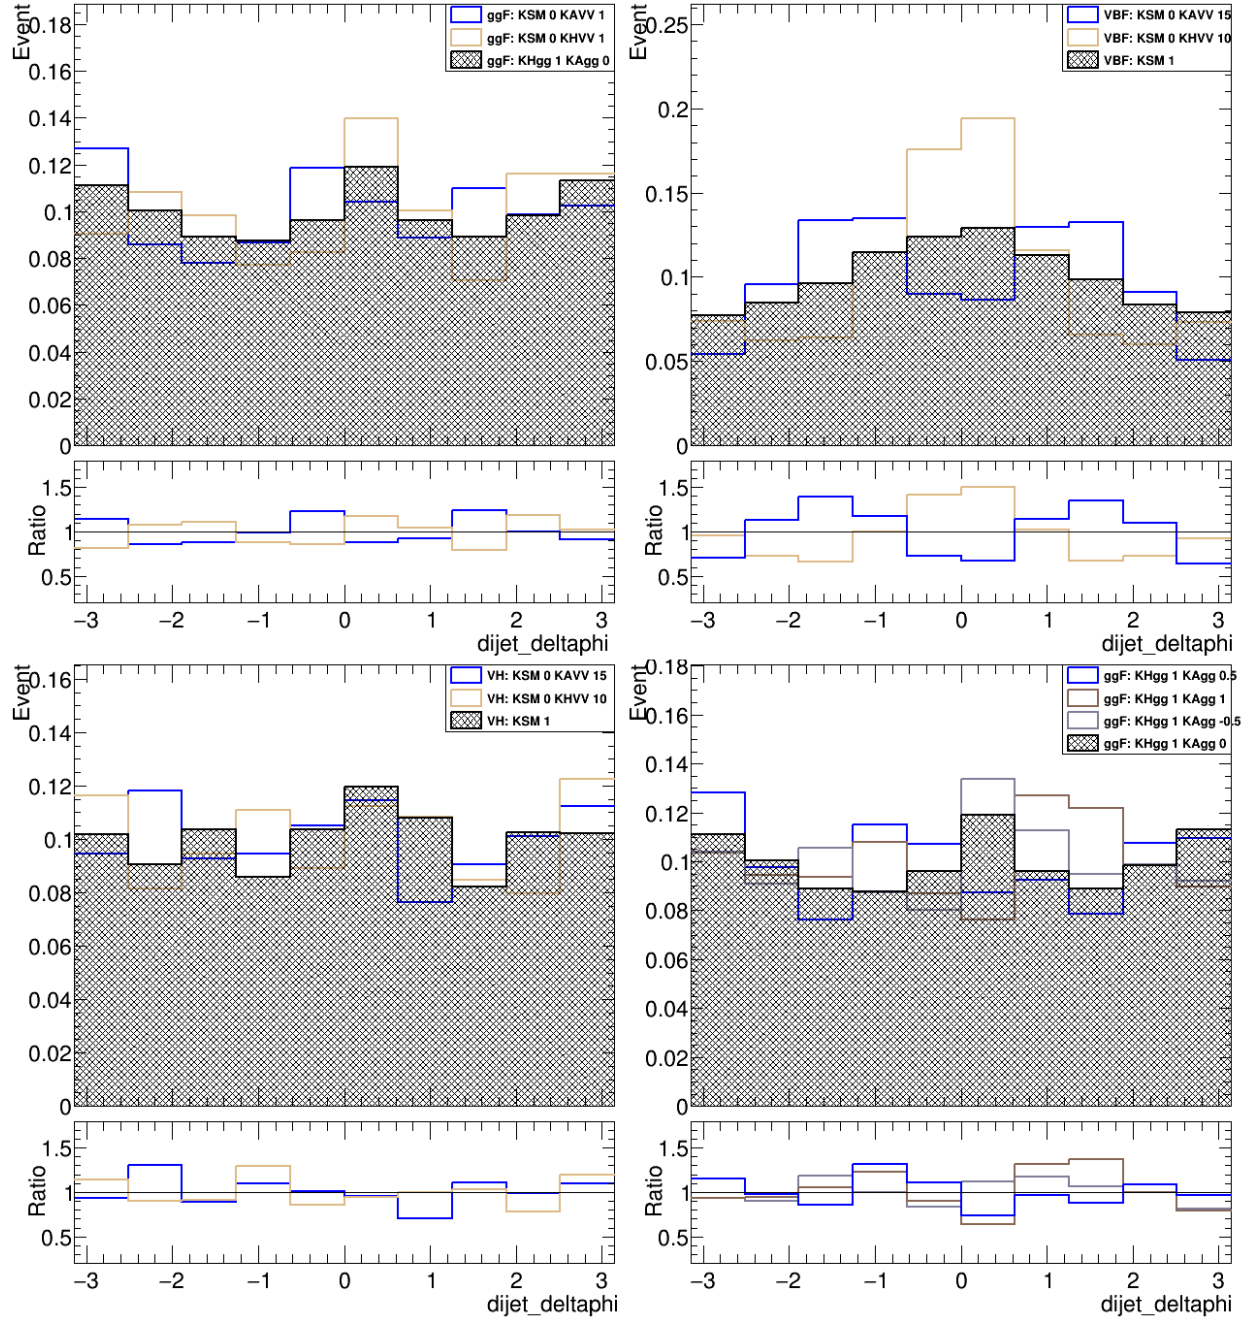 Event
0.18
0.16
0.14
0.12
0.1
0.08
0.06
0.04
0.02
0
ggF: KSM 0 KAVV 1
ggF: KSM 0 KHVV 1
ggF: KHgg 1 KAgg 0
Ratio
1.5
1
0.5
−3 −2 −1 0 1 2 3
dijet_deltaphi
Event
0.25
0.2
0.15
0.1
0.05
0
VBF: KSM 0 KAVV 15
VBF: KSM 0 KHVV 10
VBF: KSM 1
Ratio
1.5
1
0.5
−3 −2 −1 0 1 2 3
dijet_deltaphi
Event
0.16
0.14
0.12
0.1
0.08
0.06
0.04
0.02
0
VH: KSM 0 KAVV 15
VH: KSM 0 KHVV 10
VH: KSM 1
Ratio
1.5
1
0.5
−3 −2 −1 0 1 2 3
dijet_deltaphi
Event
0.18
0.16
0.14
0.12
0.1
0.08
0.06
0.04
0.02
0
ggF: KHgg 1 KAgg 0.5
ggF: KHgg 1 KAgg 1
ggF: KHgg 1 KAgg -0.5
ggF: KHgg 1 KAgg 0
Ratio
1.5
1
0.5
−3 −2 −1 0 1 2 3
dijet_deltaphi